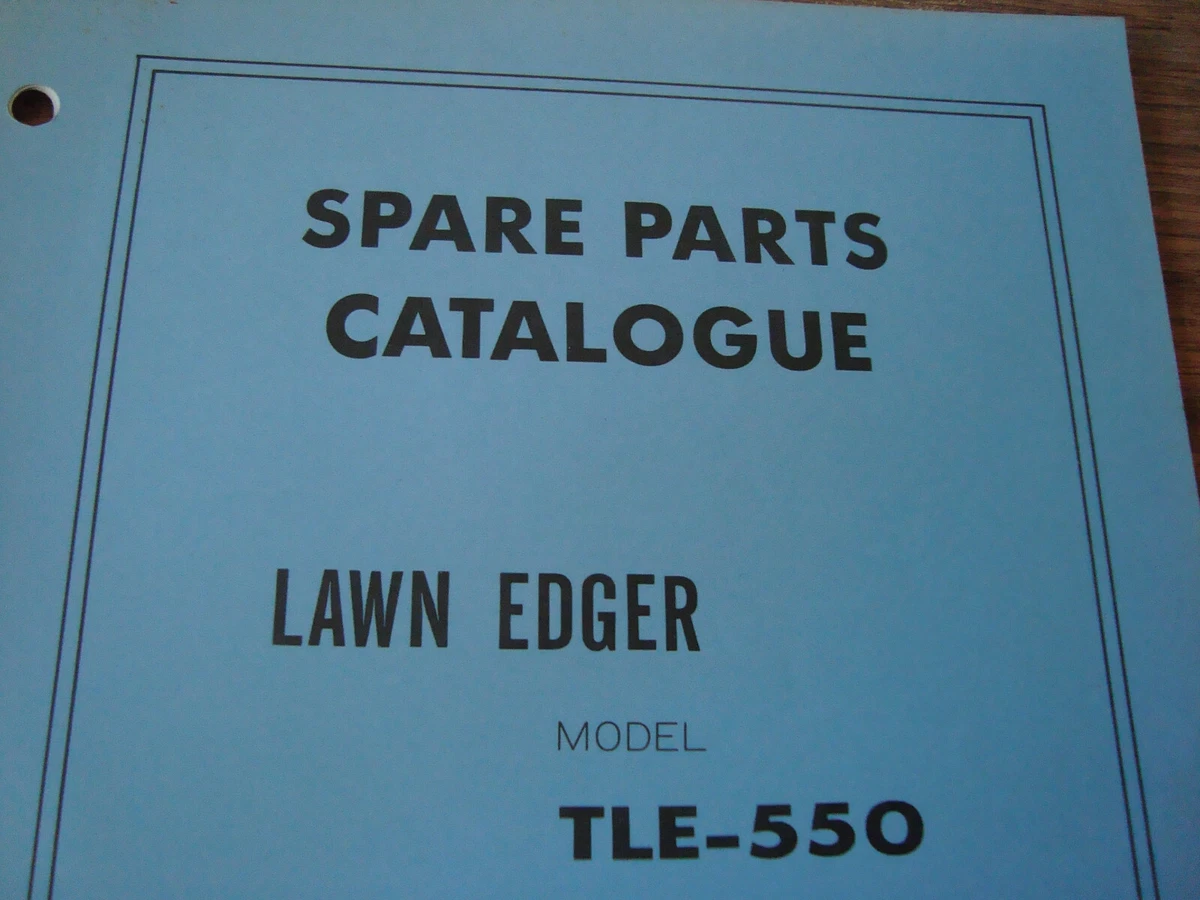 SPARE PARTS
CATALOGUE
LAWN EDGER
MODEL
TLE-550